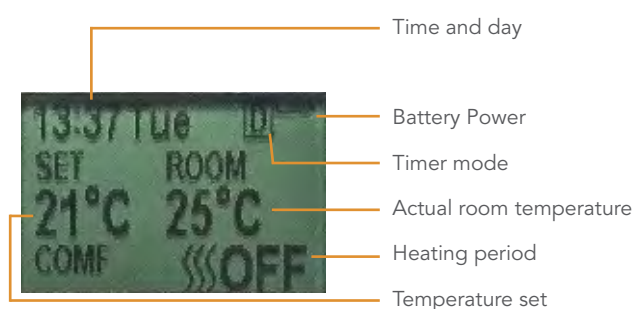 Time and day
13:37 Tue D
Battery Power
Timer mode
SET ROOM
21°C 25°C
Actual room temperature
COMF OFF
Heating period
Temperature set